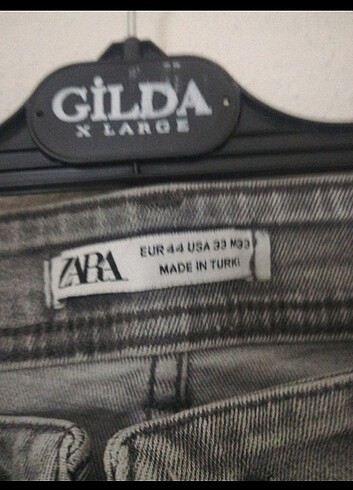 GİLDA
X LARGE
ZARA
EUR 44 USA 33 M33
MADE IN TURKI